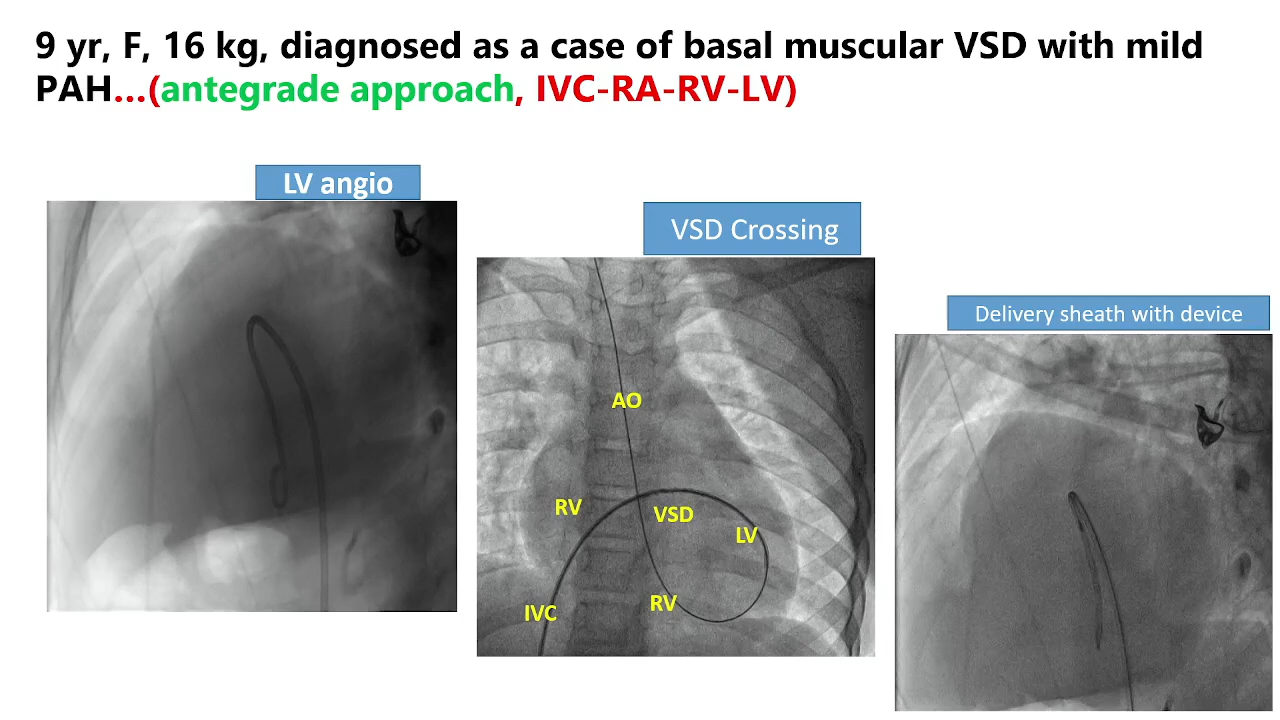 9 yr, F, 16 kg, diagnosed as a case of basal muscular VSD with mild
PAH...(antegrade approach, IVC-RA-RV-LV)
LV angio
VSD Crossing
Delivery sheath with device
AO
RV
VSD
LV
RV
IVC